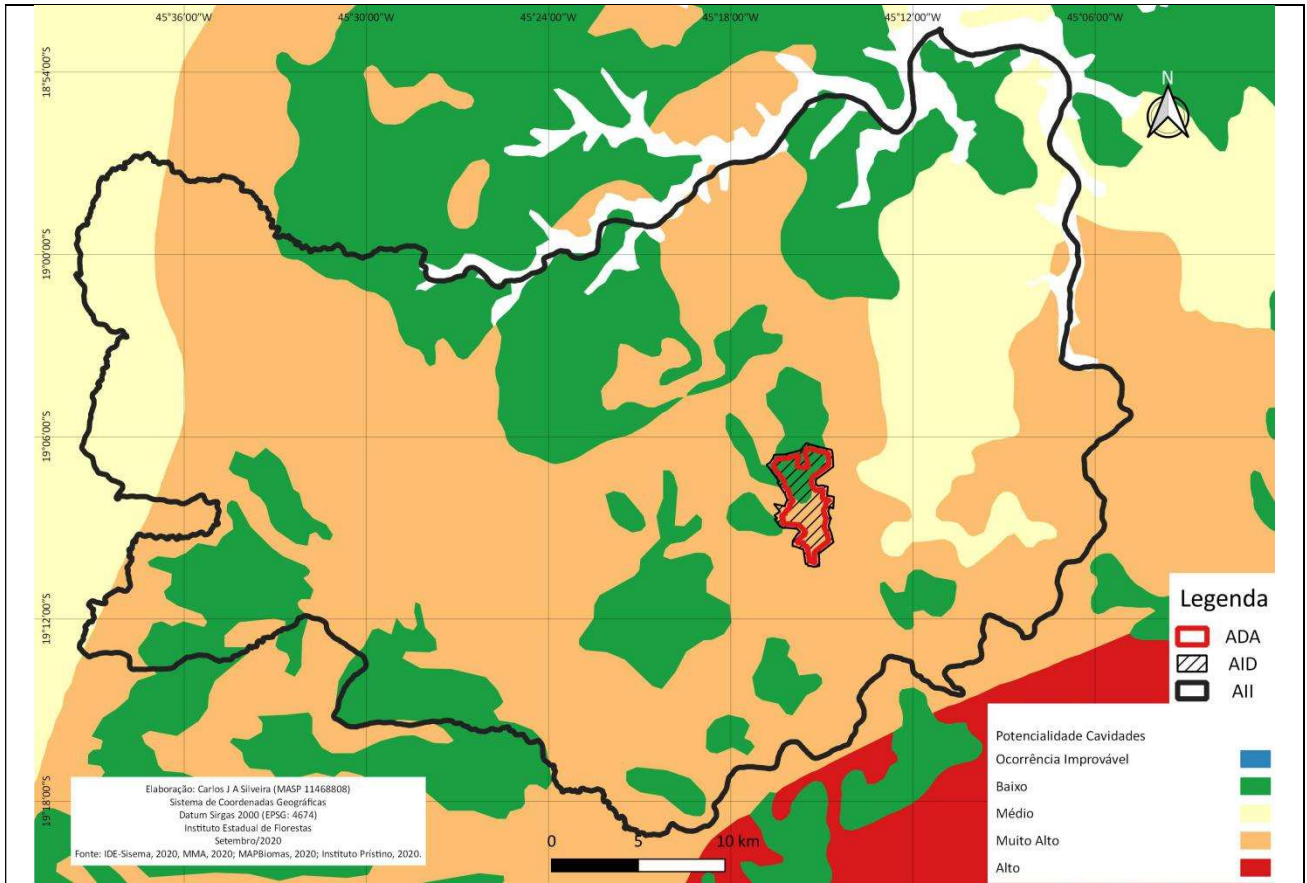 45°36'00"W 45°30'00"W 45°24'00"W 45°18'00"W 45°12'00"W 45°06'00"W
18°54'00"S
19°00'00"S
19°06'00"S
19°12'00"S
19°18'00"S
N
Legenda
ADA
AID
AII
Potencialidade Cavidades
Ocorrência Improvável
Baixo
Médio
Muito Alto
Alto
Elaboração: Carlos J A Silveira (MASP 11468808)
Sistema de Coordenadas Geográficas
Datum Sirgas 2000 (EPSG: 4674)
Instituto Estadual de Florestas
Setembro/2020
Fonte: IDE-Sisema, 2020, MMA, 2020; MAPBiomas, 2020; Instituto Prístino, 2020.
0 5 10 km